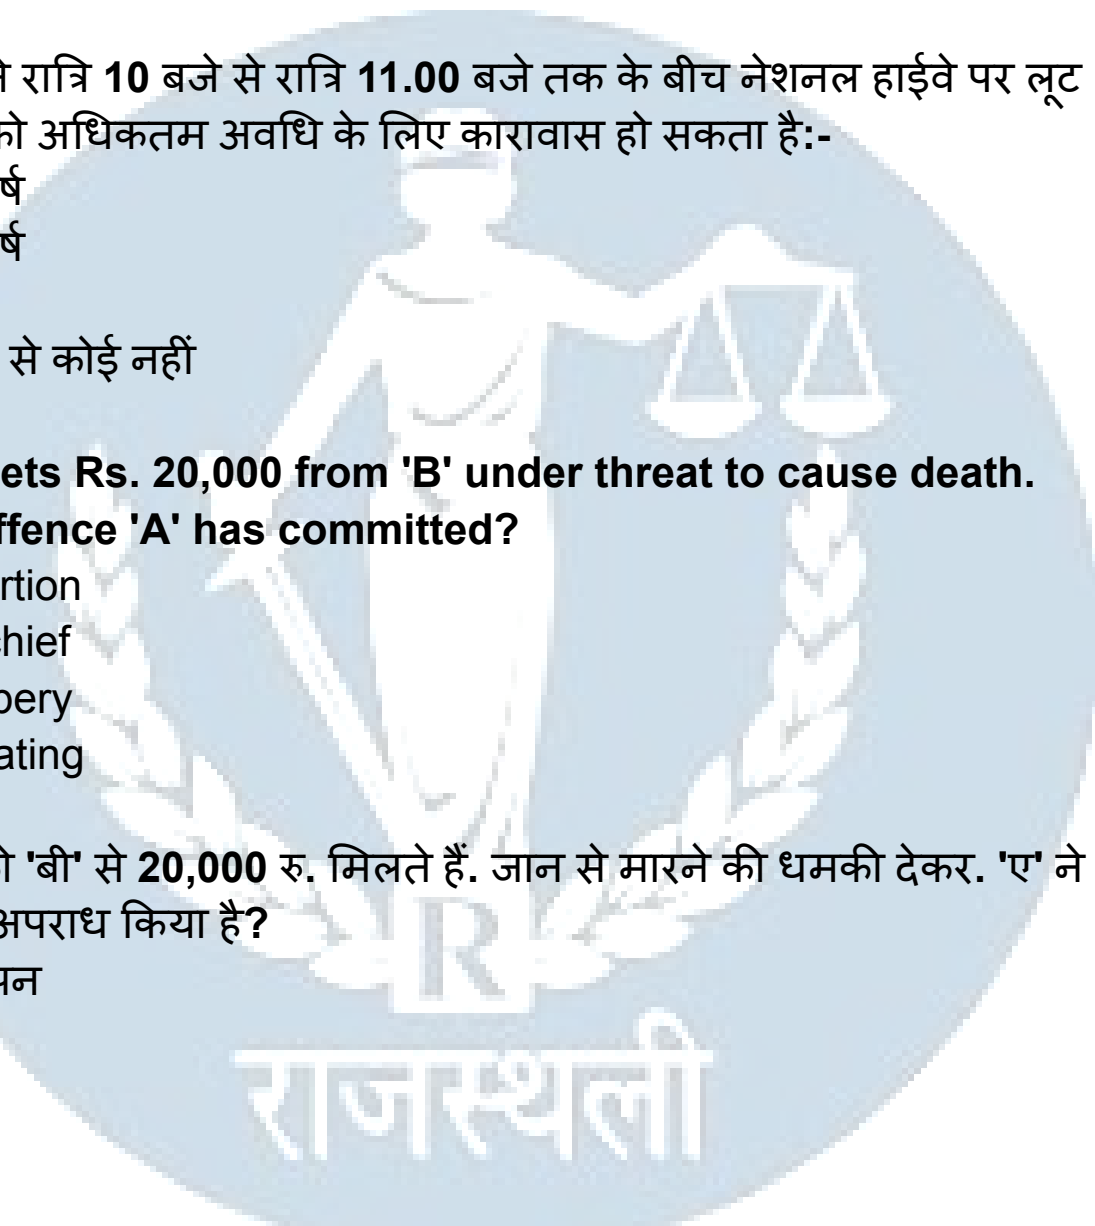 रात्रि 10 बजे से रात्रि 11.00 बजे तक के बीच नेशनल हाईवे पर लूट
को अधिकतम अवधि के लिए कारावास हो सकता है:-
र्ष
र्ष
से कोई नहीं
ets Rs. 20,000 from 'B' under threat to cause death.
ffence 'A' has committed?
rtion
chief
bery
ating
'बी' से 20,000 रु. मिलते हैं. जान से मारने की धमकी देकर. 'ए' ने
अपराध किया है?
R
राजस्थली